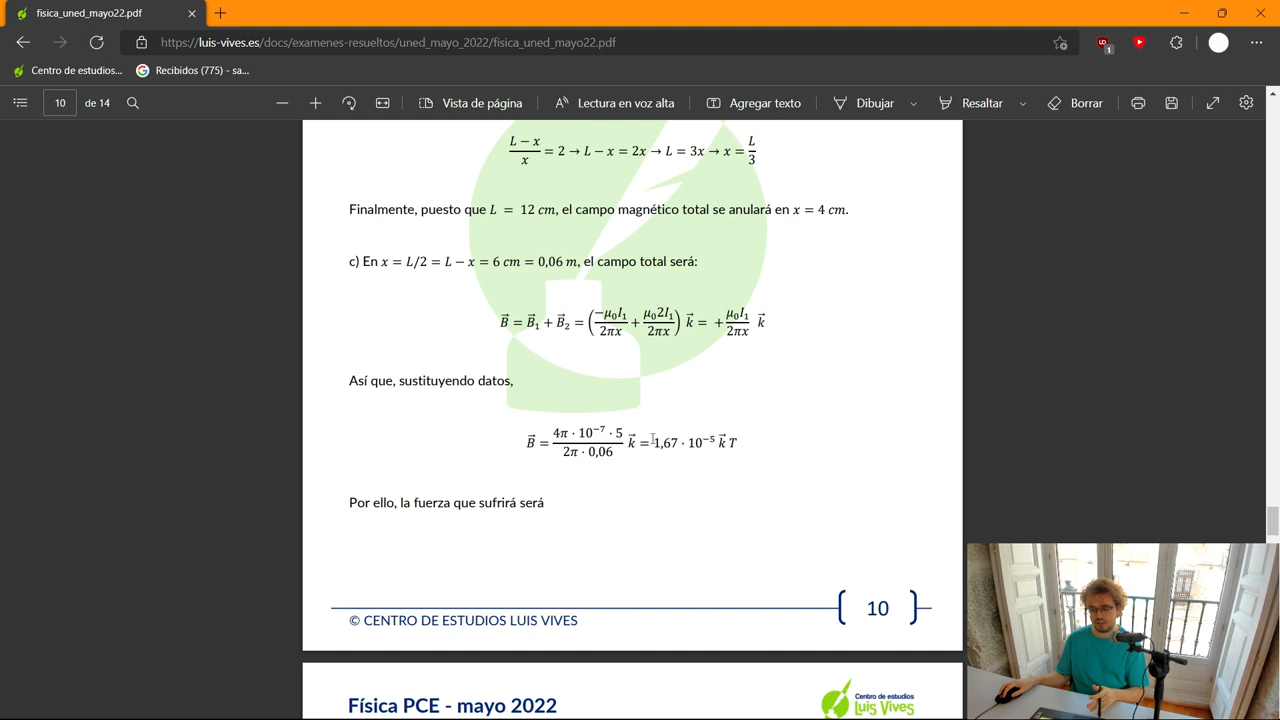 fisica_uned_mayo22.pdf
https://luis-vives.es/docs/examenes-resueltos/uned_mayo_2022/fisica_uned_mayo22.pdf
1
Centro de estudios... Recibidos (775) - sa...
10 de 14 Vista de página Lectura en voz alta Agregar texto Dibujar Resaltar Borrar
(L − x)/x = 2 → L − x = 2x → L = 3x → x = L/3
Finalmente, puesto que L = 12 cm, el campo magnético total se anulará en x = 4 cm.
c) En x = L/2 = L − x = 6 cm = 0,06 m, el campo total será:
B⃗ = B⃗₁ + B⃗₂ = (−μ₀I₁/2πx + μ₀2I₁/2πx) k⃗ = +μ₀I₁/2πx k⃗
Así que, sustituyendo datos,
B⃗ = (4π · 10⁻⁷ · 5)/(2π · 0,06) k⃗ = 1,67 · 10⁻⁵ k⃗ T
Por ello, la fuerza que sufrirá será
10
© CENTRO DE ESTUDIOS LUIS VIVES
Física PCE - mayo 2022
Centro de estudios
Luis Vives